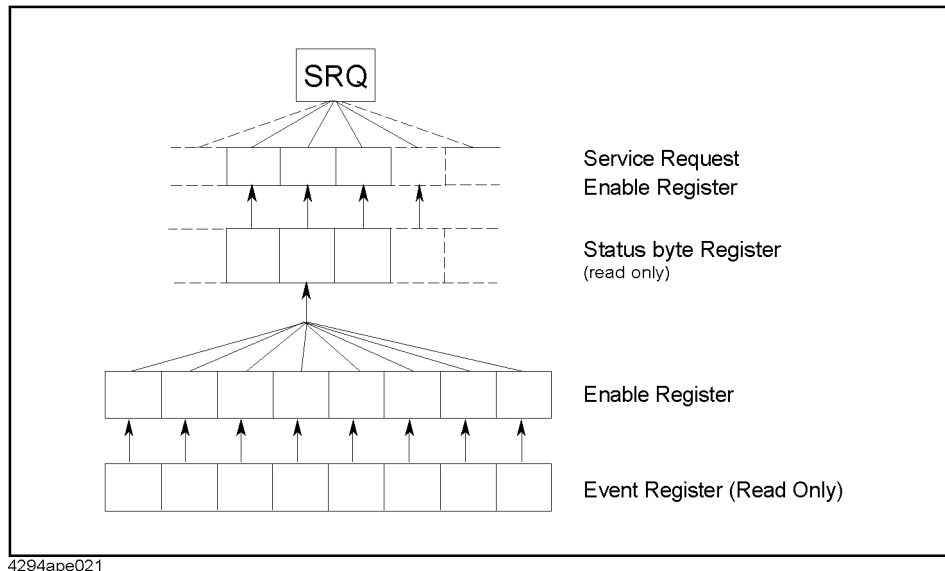 SRQ
Service Request
Enable Register
Status byte Register
(read only)
Enable Register
Event Register (Read Only)
4294ape021